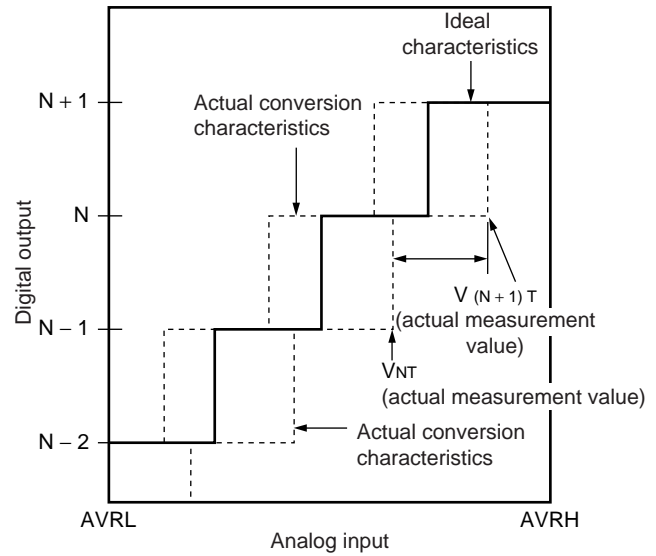 Ideal
characteristics
N + 1
Actual conversion
characteristics
N
Digital output
V (N + 1) T
(actual measurement
value)
N – 1
VNT
(actual measurement value)
N – 2
Actual conversion
characteristics
AVRL
AVRH
Analog input